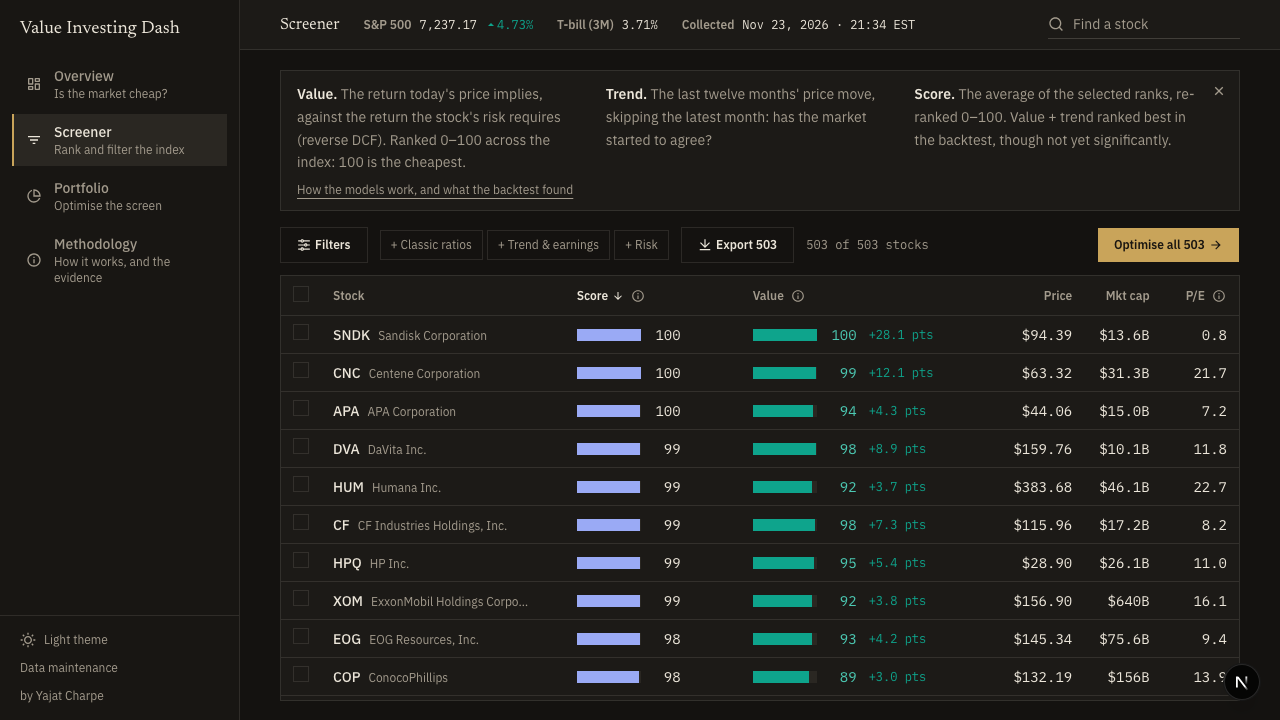 Value Investing Dash
Overview
Is the market cheap?
Screener
Rank and filter the index
Portfolio
Optimise the screen
Methodology
How it works, and the
evidence
Light theme
Data maintenance
by Yajat Charpe
Screener S&P 500 7,237.17 4.73% T-bill (3M) 3.71% Collected Nov 23, 2026 · 21:34 EST Find a stock
Value. The return today's price implies,
against the return the stock's risk requires
(reverse DCF). Ranked 0–100 across the
index: 100 is the cheapest.
Trend. The last twelve months' price move,
skipping the latest month: has the market
started to agree?
Score. The average of the selected ranks, re-
ranked 0–100. Value + trend ranked best in
the backtest, though not yet significantly.
How the models work, and what the backtest found
Filters + Classic ratios + Trend & earnings + Risk Export 503 503 of 503 stocks Optimise all 503 →
Stock Score ↓ Value Price Mkt cap P/E
SNDK Sandisk Corporation 100 100 +28.1 pts $94.39 $13.6B 0.8
CNC Centene Corporation 100 99 +12.1 pts $63.32 $31.3B 21.7
APA APA Corporation 100 94 +4.3 pts $44.06 $15.0B 7.2
DVA DaVita Inc. 99 98 +8.9 pts $159.76 $10.1B 11.8
HUM Humana Inc. 99 92 +3.7 pts $383.68 $46.1B 22.7
CF CF Industries Holdings, Inc. 99 98 +7.3 pts $115.96 $17.2B 8.2
HPQ HP Inc. 99 95 +5.4 pts $28.90 $26.1B 11.0
XOM ExxonMobil Holdings Corpo... 99 92 +3.8 pts $156.90 $640B 16.1
EOG EOG Resources, Inc. 98 93 +4.2 pts $145.34 $75.6B 9.4
COP ConocoPhillips 98 89 +3.0 pts $132.19 $156B 13.9
N